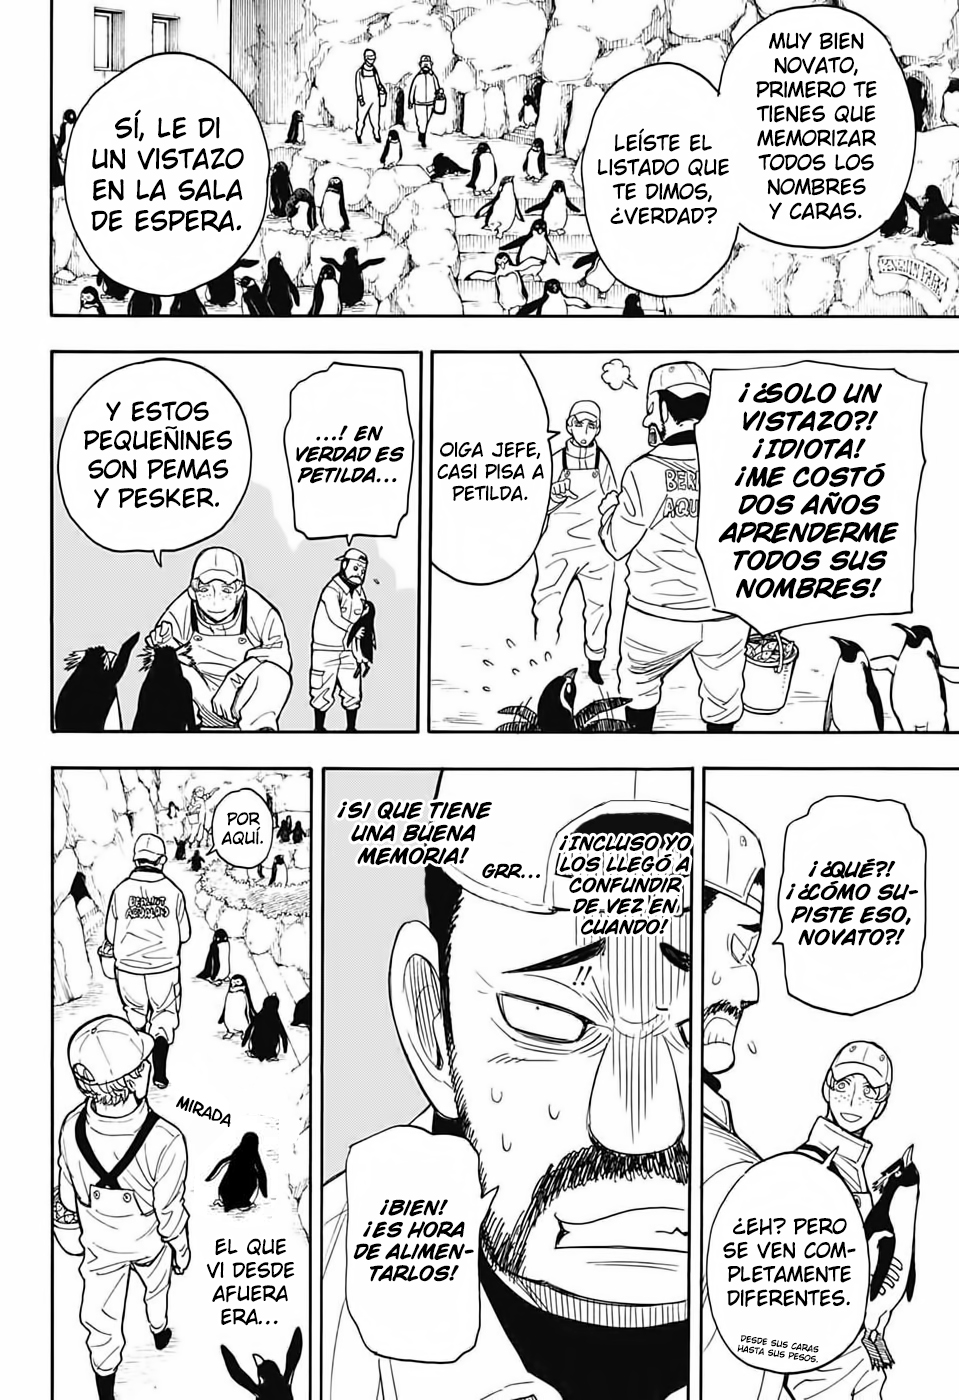 MUY BIEN
NOVATO,
PRIMERO TE
TIENES QUE
MEMORIZAR
TODOS LOS
NOMBRES
Y CARAS.
LEÍSTE EL
LISTADO QUE
TE DIMOS,
¿VERDAD?
SÍ, LE DI
UN VISTAZO
EN LA SALA
DE ESPERA.
¡¿SOLO UN
VISTAZO?!
¡IDIOTA!
¡ME COSTÓ
DOS AÑOS
APRENDERME
TODOS SUS
NOMBRES!
OIGA JEFE,
CASI PISA A
PETILDA.
...! EN
VERDAD ES
PETILDA...
Y ESTOS
PEQUEÑINES
SON PEMAS
Y PESKER.
¡¿QUÉ?!
¡¿CÓMO SU-
PISTE ESO,
NOVATO?!
¿EH? PERO
SE VEN COM-
PLETAMENTE
DIFERENTES.
DESDE SUS CARAS
HASTA SUS PESOS.
¡INCLUSO YO
LOS LLEGÓ A
CONFUNDIR
DE VEZ EN
CUANDO!
¡SI QUE TIENE
UNA BUENA
MEMORIA!
GRR...
!!
¡BIEN!
¡ES HORA
DE ALIMEN-
TARLOS!
POR
AQUÍ.
MIRADA
EL QUE
VI DESDE
AFUERA
ERA...